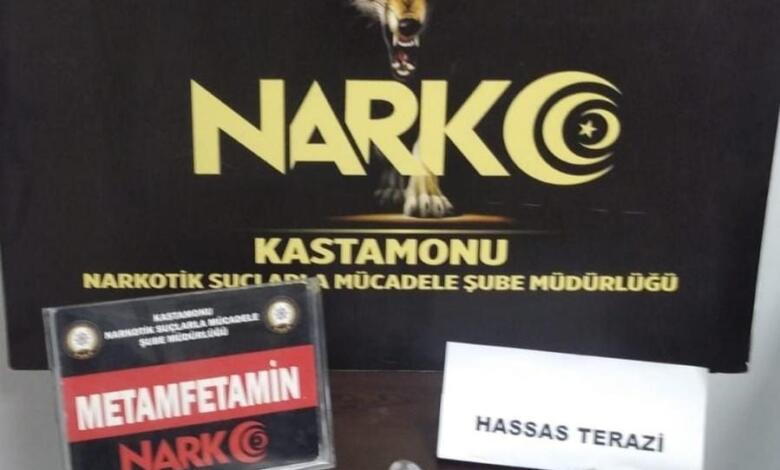 NARKO
KASTAMONU
NARKOTİK SUÇLARLA MÜCADELE ŞUBE MÜDÜRLÜĞÜ
KASTAMONU
NARKOTİK SUÇLARLA MÜCADELE
ŞUBE MÜDÜRLÜĞÜ
METAMFETAMİN
NARKO
HASSAS TERAZİ